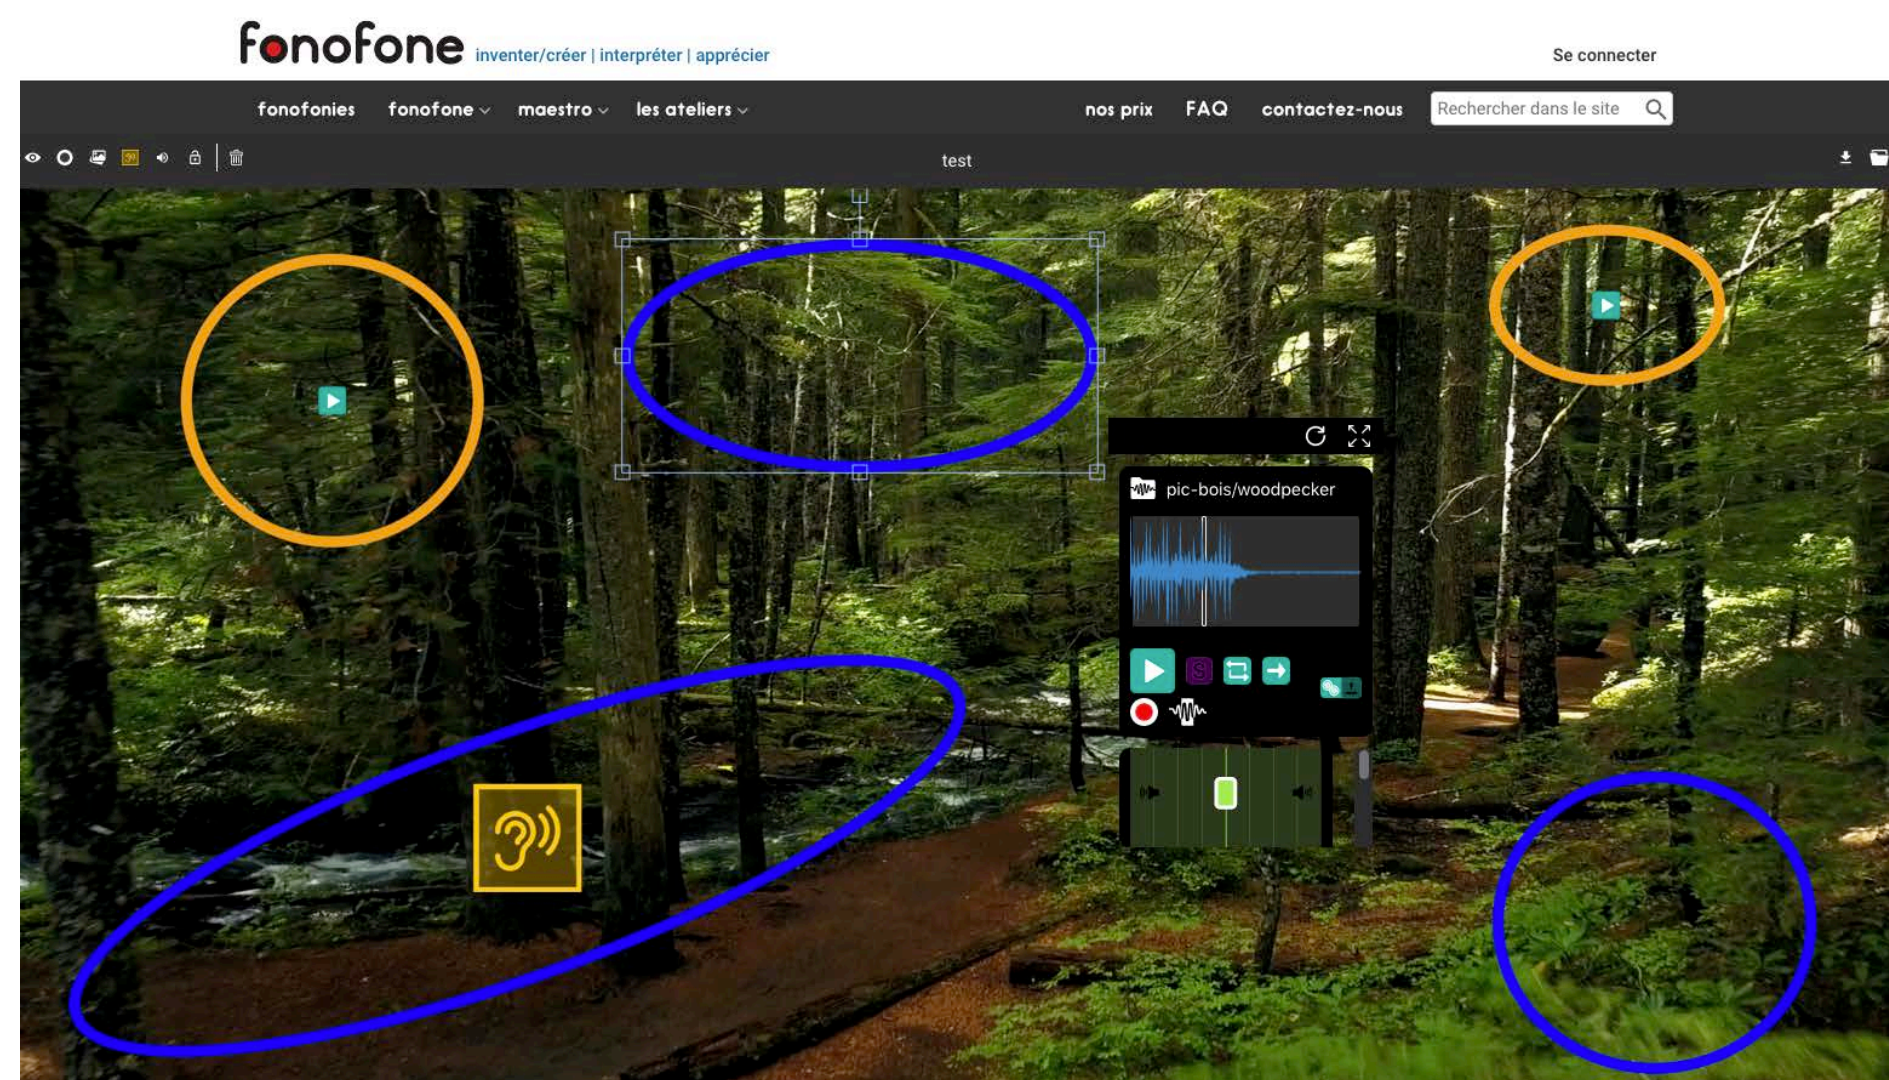 fonofone inventer/créer | interpréter | apprécier
Se connecter
fonofonies fonofone maestro les ateliers nos prix FAQ contactez-nous Rechercher dans le site
test
pic-bois/woodpecker
S